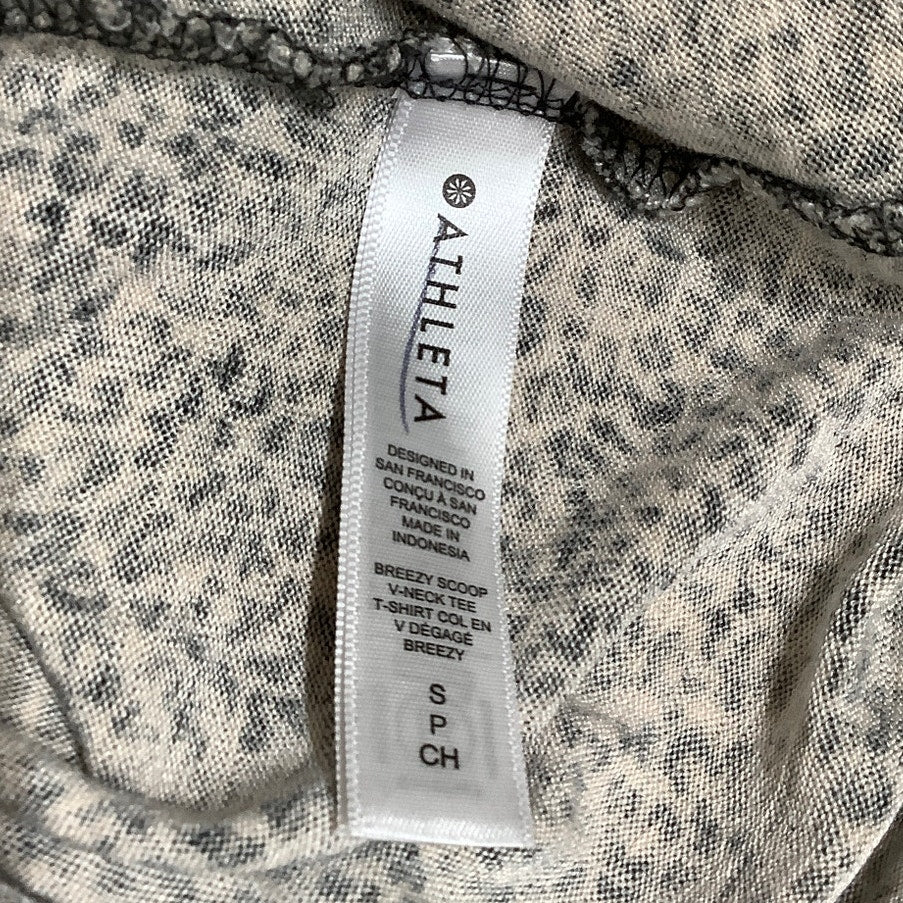 ATHLETA
DESIGNED IN
SAN FRANCISCO
CONÇU À SAN
FRANCISCO
MADE IN
INDONESIA
BREEZY SCOOP
V-NECK TEE
T-SHIRT COL EN
V DÉGAGÉ
BREEZY
S
P
CH